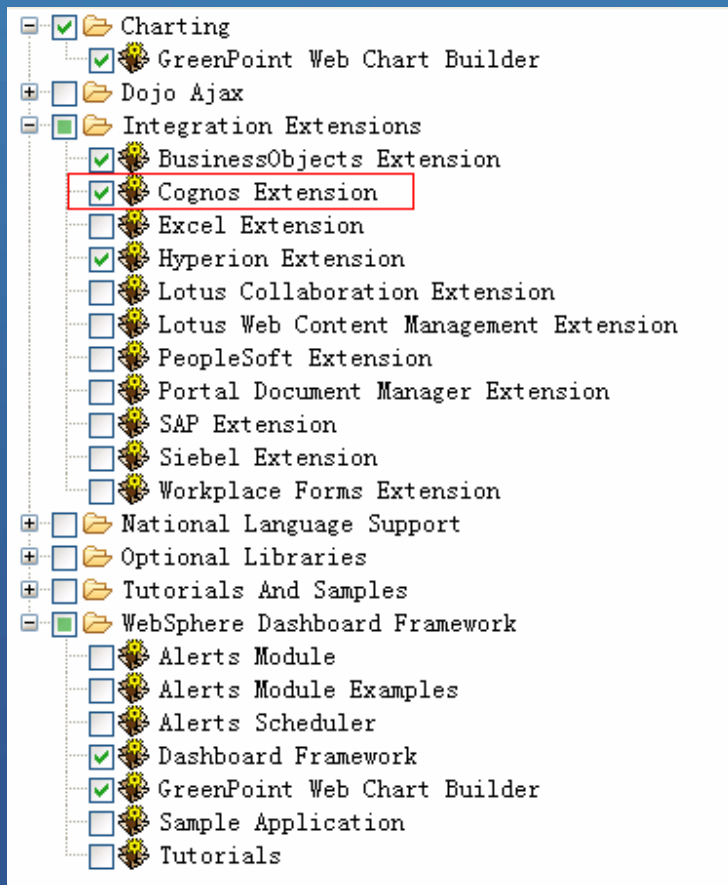 Charting
GreenPoint Web Chart Builder
Dojo Ajax
Integration Extensions
BusinessObjects Extension
Cognos Extension
Excel Extension
Hyperion Extension
Lotus Collaboration Extension
Lotus Web Content Management Extension
PeopleSoft Extension
Portal Document Manager Extension
SAP Extension
Siebel Extension
Workplace Forms Extension
National Language Support
Optional Libraries
Tutorials And Samples
WebSphere Dashboard Framework
Alerts Module
Alerts Module Examples
Alerts Scheduler
Dashboard Framework
GreenPoint Web Chart Builder
Sample Application
Tutorials